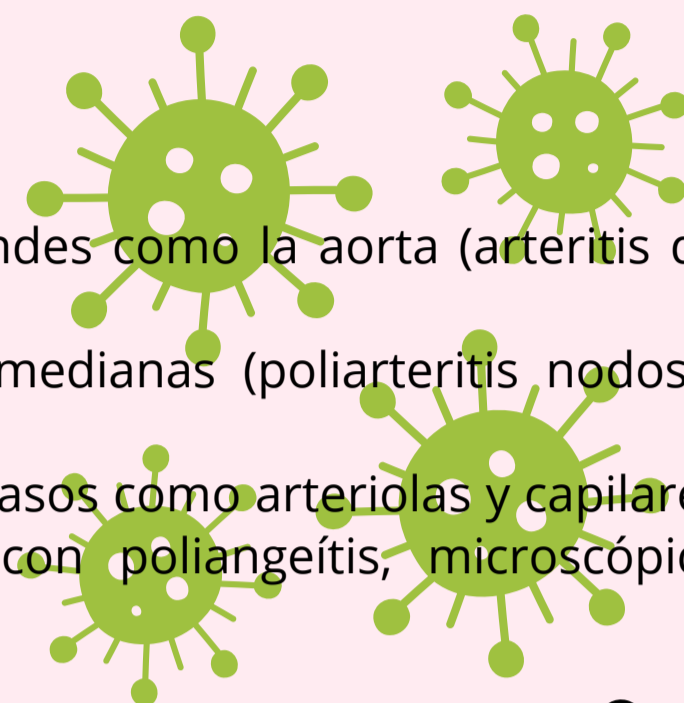 ndes como la aorta (arteritis
medianas (poliarteritis nodos
asos como arteriolas y capilare
con poliangeítis, microscópic